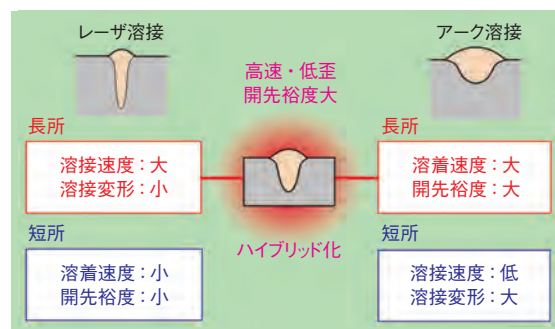 レーザ溶接
アーク溶接
高速・低歪
開先裕度大
長所
溶接速度：大
溶接変形：小
長所
溶着速度：大
開先裕度：大
ハイブリッド化
短所
溶着速度：小
開先裕度：小
短所
溶接速度：低
溶接変形：大